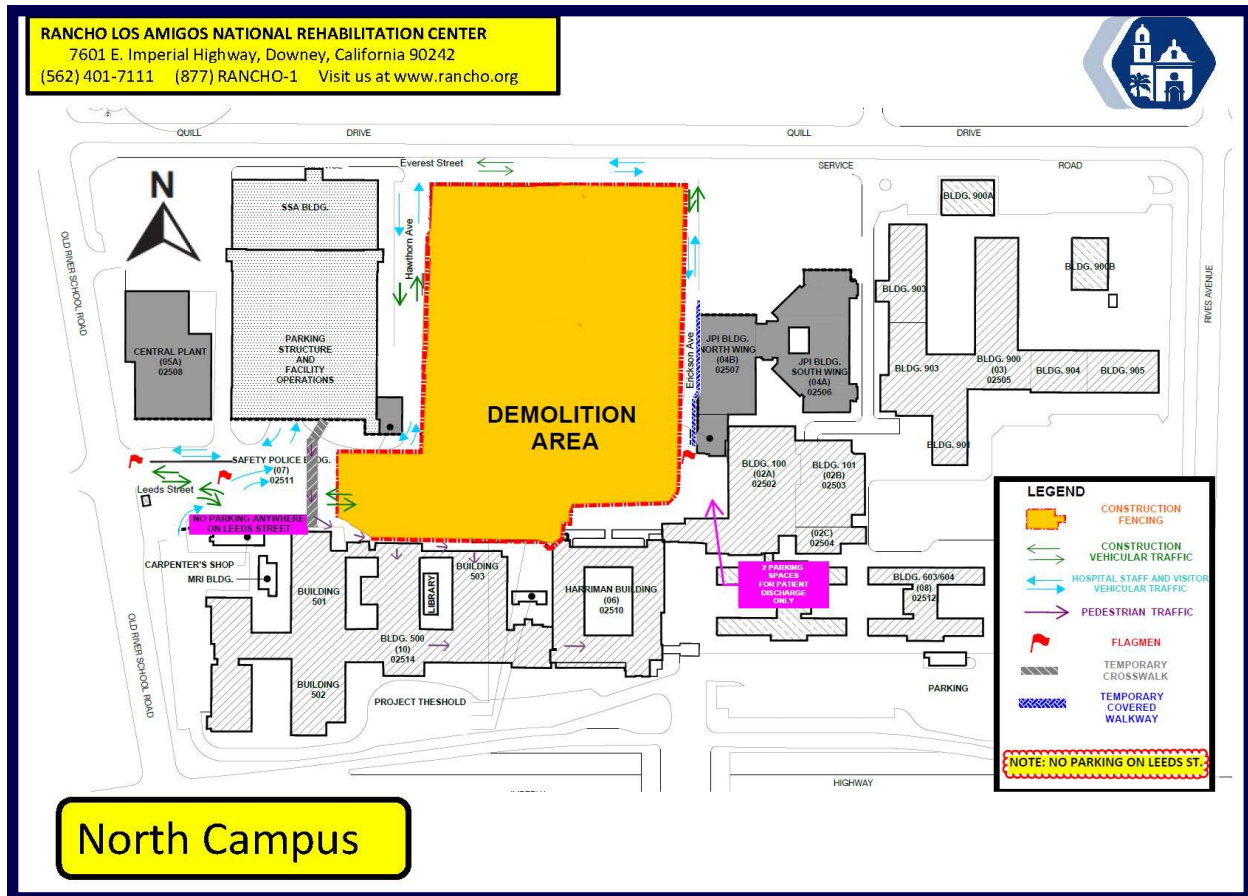 RANCHO LOS AMIGOS NATIONAL REHABILITATION CENTER
7601 E. Imperial Highway, Downey, California 90242
(562) 401-7111 (877) RANCHO-1 Visit us at www.rancho.org
QUILL
DRIVE
QUILL
DRIVE
Everest Street
SERVICE
ROAD
N
SSA BLDG.
Hawthorn Ave
OLD RIVER SCHOOL ROAD
BLDG. 900A
BLDG. 900B
RIVES AVENUE
BLDG. 903
CENTRAL PLANT
(05A)
02508
PARKING
STRUCTURE
AND
FACILITY
OPERATIONS
Erickson Ave
JPI BLDG.
NORTH WING
(04B)
02507
JPI BLDG.
SOUTH WING
(04A)
02506
BLDG. 903
BLDG. 900
(03)
02505
BLDG. 904
BLDG. 905
BLDG. 901
DEMOLITION
AREA
SAFETY POLICE BLDG.
(07)
02511
Leeds Street
NO PARKING ANYWHERE
ON LEEDS STREET
BLDG. 100
(02A)
02502
BLDG. 101
(02B)
02503
(02C)
02504
CARPENTER'S SHOP
MRI BLDG.
BUILDING
501
LIBRARY
BUILDING
503
HARRIMAN BUILDING
(06)
02510
2 PARKING
SPACES
FOR PATIENT
DISCHARGE
ONLY
BLDG. 603/604
(08)
02512
OLD RIVER SCHOOL ROAD
BLDG. 500
(10)
02514
BUILDING
502
PROJECT THESHOLD
PARKING
HIGHWAY
LEGEND
CONSTRUCTION
FENCING
CONSTRUCTION
VEHICULAR TRAFFIC
HOSPITAL STAFF AND VISITOR
VEHICULAR TRAFFIC
PEDESTRIAN TRAFFIC
FLAGMEN
TEMPORARY
CROSSWALK
TEMPORARY
COVERED
WALKWAY
NOTE: NO PARKING ON LEEDS ST.
North Campus